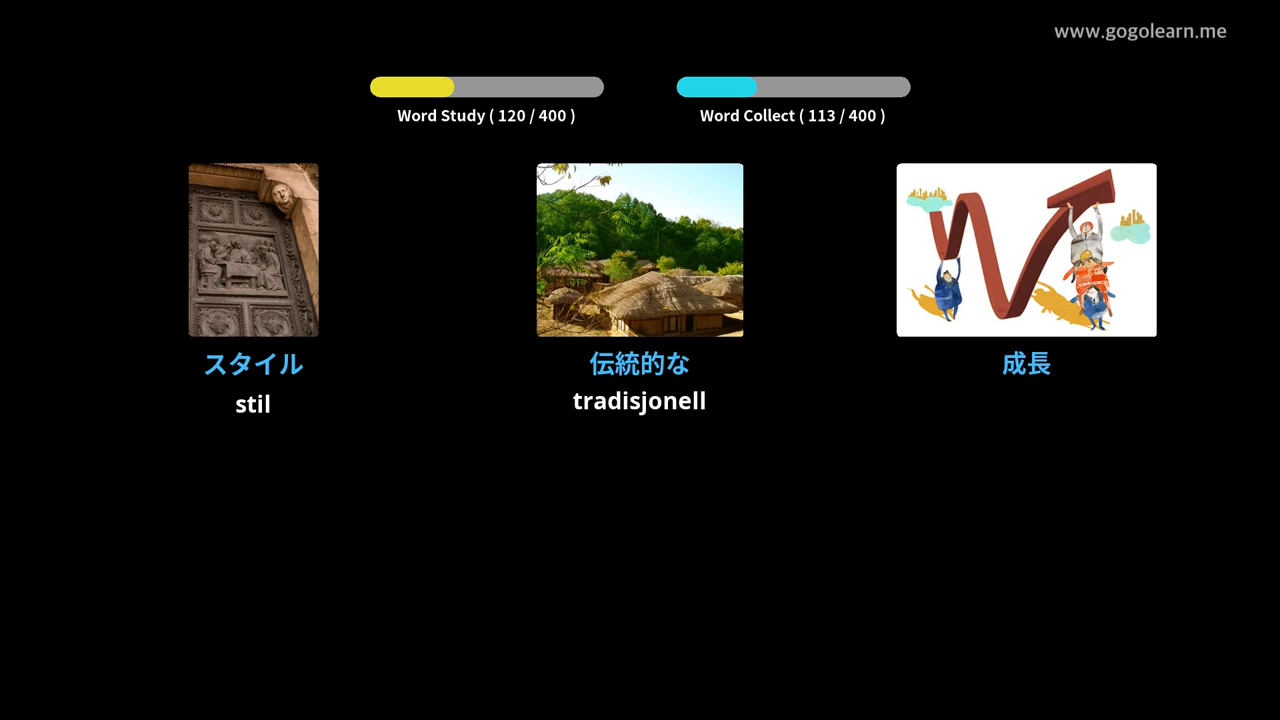 www.gogolearn.me
Word Study ( 120 / 400 )
Word Collect ( 113 / 400 )
スタイル
stil
伝統的な
tradisjonell
成長